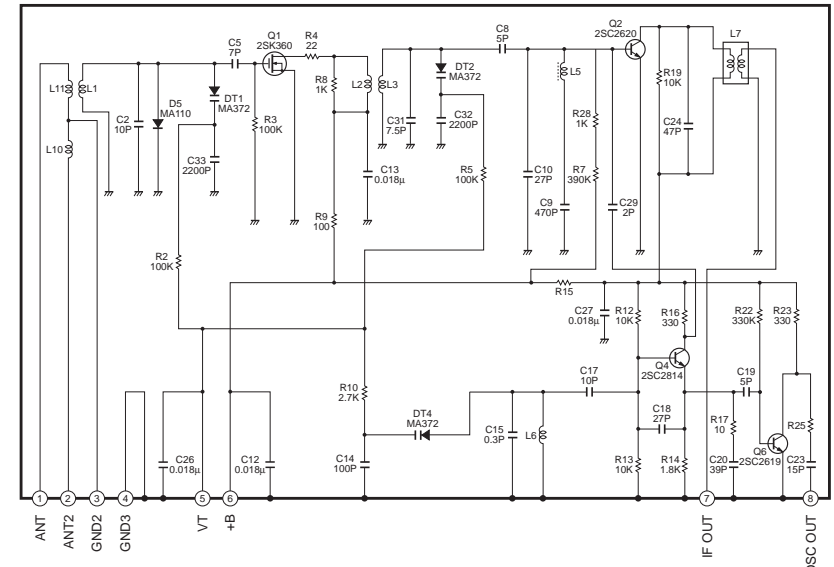 C5
7P
Q1
2SK360
R4
22
R8
1K
L2
L3
C8
5P
DT2
MA372
Q2
2SC2620
L7
L11
L1
L10
C2
10P
D5
MA110
DT1
MA372
R3
100K
C33
2200P
C31
7.5P
C32
2200P
L5
R28
1K
R19
10K
C24
47P
C13
0.018µ
R5
100K
C10
27P
R7
390K
C9
470P
C29
2P
R9
100
R2
100K
R15
C27
0.018µ
R12
10K
R16
330
R22
330K
R23
330
Q4
2SC2814
R10
2.7K
DT4
MA372
C17
10P
C19
5P
C15
0.3P
L6
C18
27P
R17
10
R25
Q6
2SC2619
C26
0.018µ
C12
0.018µ
C14
100P
R13
10K
R14
1.8K
C20
39P
C23
15P
1
2
3
4
5
6
7
8
ANT
ANT2
GND2
GND3
VT
+B
IF OUT
OSC OUT